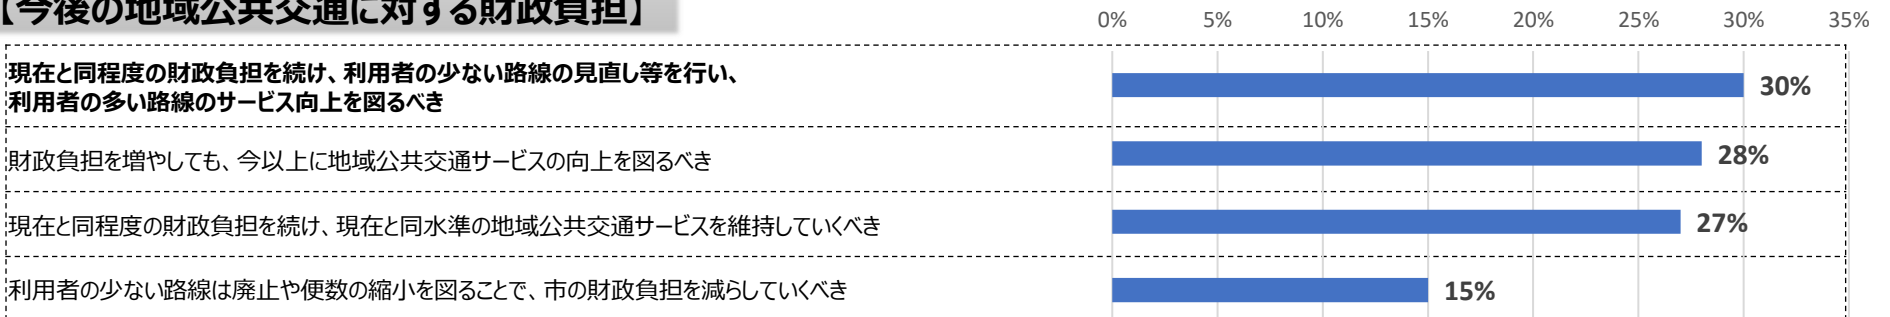 【今後の地域公共交通に対する財政負担】
0% 5% 10% 15% 20% 25% 30% 35%
現在と同程度の財政負担を続け、利用者の少ない路線の見直し等を行い、
利用者の多い路線のサービス向上を図るべき
30%
財政負担を増やしても、今以上に地域公共交通サービスの向上を図るべき
28%
現在と同程度の財政負担を続け、現在と同水準の地域公共交通サービスを維持していくべき
27%
利用者の少ない路線は廃止や便数の縮小を図ることで、市の財政負担を減らしていくべき
15%